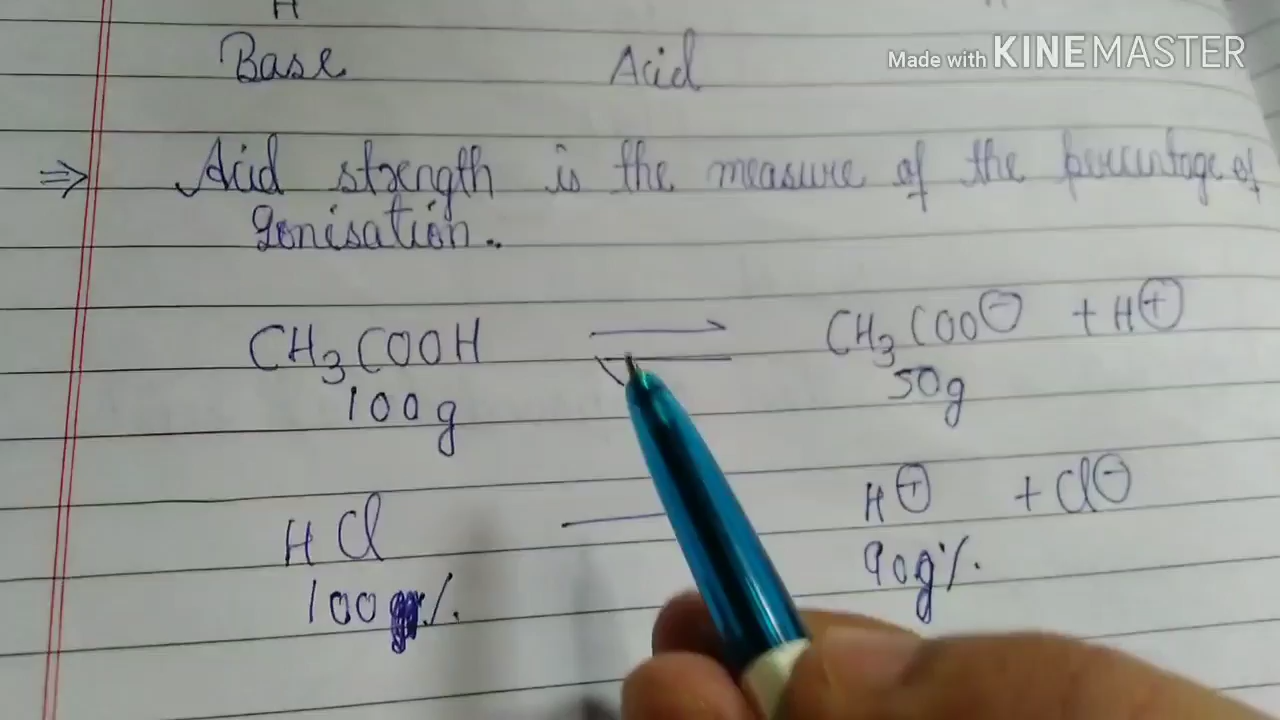 H
Base Acid
Made with KINEMASTER
⇒ Acid strength is the measure of the percentage of
Ionisation.
CH3COOH ⇌ CH3COO⊖ + H⊕
100g 50g
HCl — H⊕ + Cl⊖
100 %. 90g%.